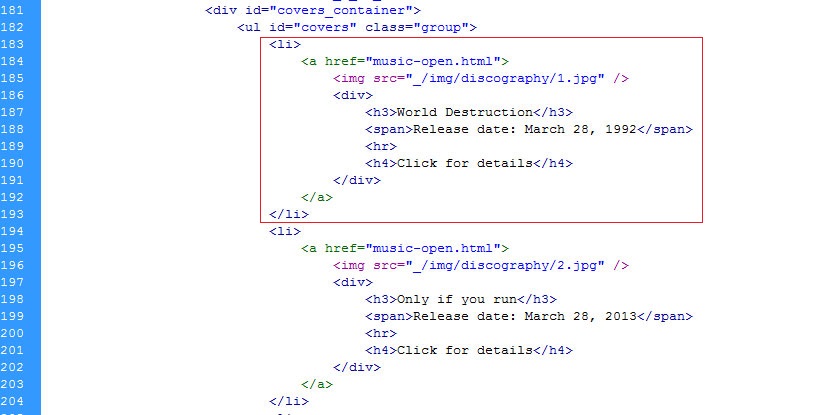 181 <div id="covers_container">
182 <ul id="covers" class="group">
183 <li>
184 <a href="music-open.html">
185 <img src="_/img/discography/1.jpg" />
186 <div>
187 <h3>World Destruction</h3>
188 <span>Release date: March 28, 1992</span>
189 <hr>
190 <h4>Click for details</h4>
191 </div>
192 </a>
193 </li>
194 <li>
195 <a href="music-open.html">
196 <img src="_/img/discography/2.jpg" />
197 <div>
198 <h3>Only if you run</h3>
199 <span>Release date: March 28, 2013</span>
200 <hr>
201 <h4>Click for details</h4>
202 </div>
203 </a>
204 </li>